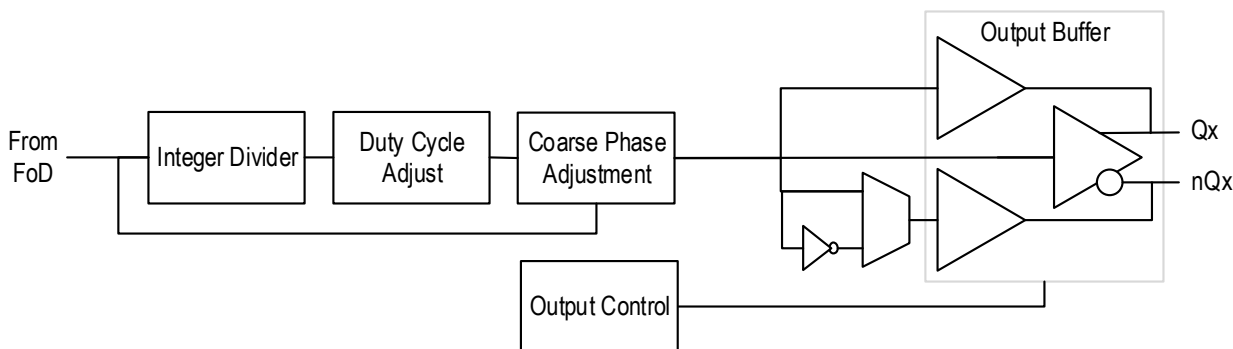 Output Buffer
From
FoD
Integer Divider
Duty Cycle
Adjust
Coarse Phase
Adjustment
Qx
nQx
Output Control